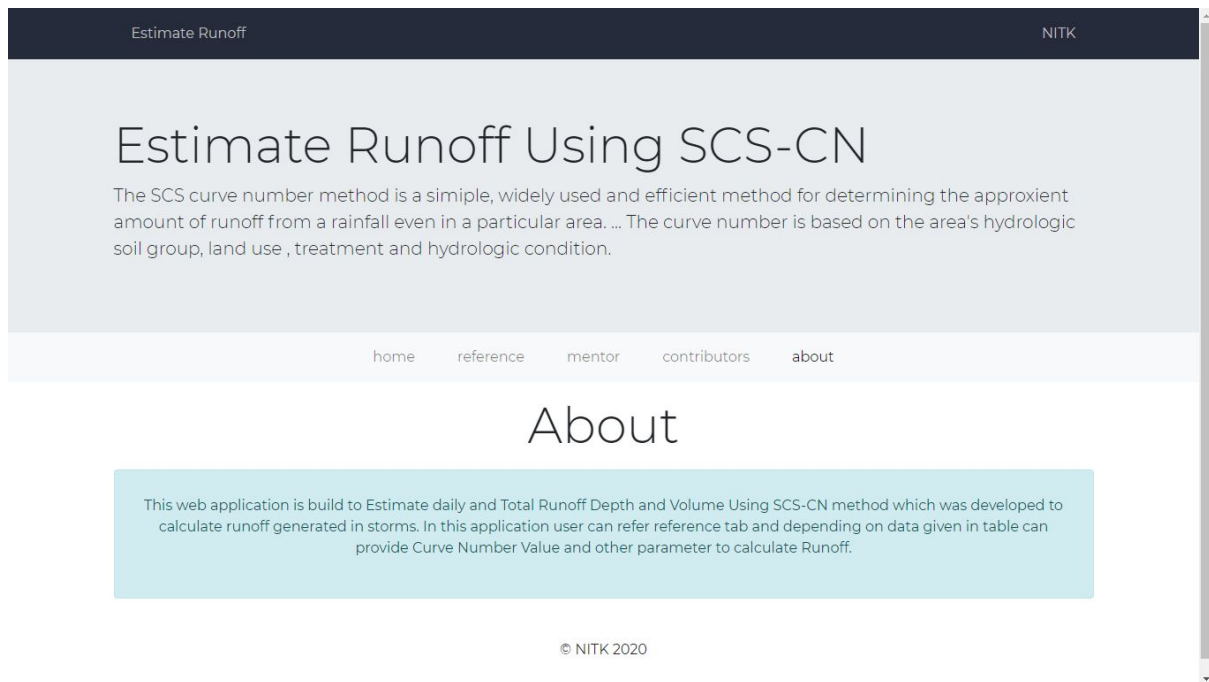 Estimate Runoff
NITK
Estimate Runoff Using SCS-CN
The SCS curve number method is a simiple, widely used and efficient method for determining the approxient
amount of runoff from a rainfall even in a particular area. ... The curve number is based on the area's hydrologic
soil group, land use , treatment and hydrologic condition.
home reference mentor contributors about
About
This web application is build to Estimate daily and Total Runoff Depth and Volume Using SCS-CN method which was developed to
calculate runoff generated in storms. In this application user can refer reference tab and depending on data given in table can
provide Curve Number Value and other parameter to calculate Runoff.
© NITK 2020